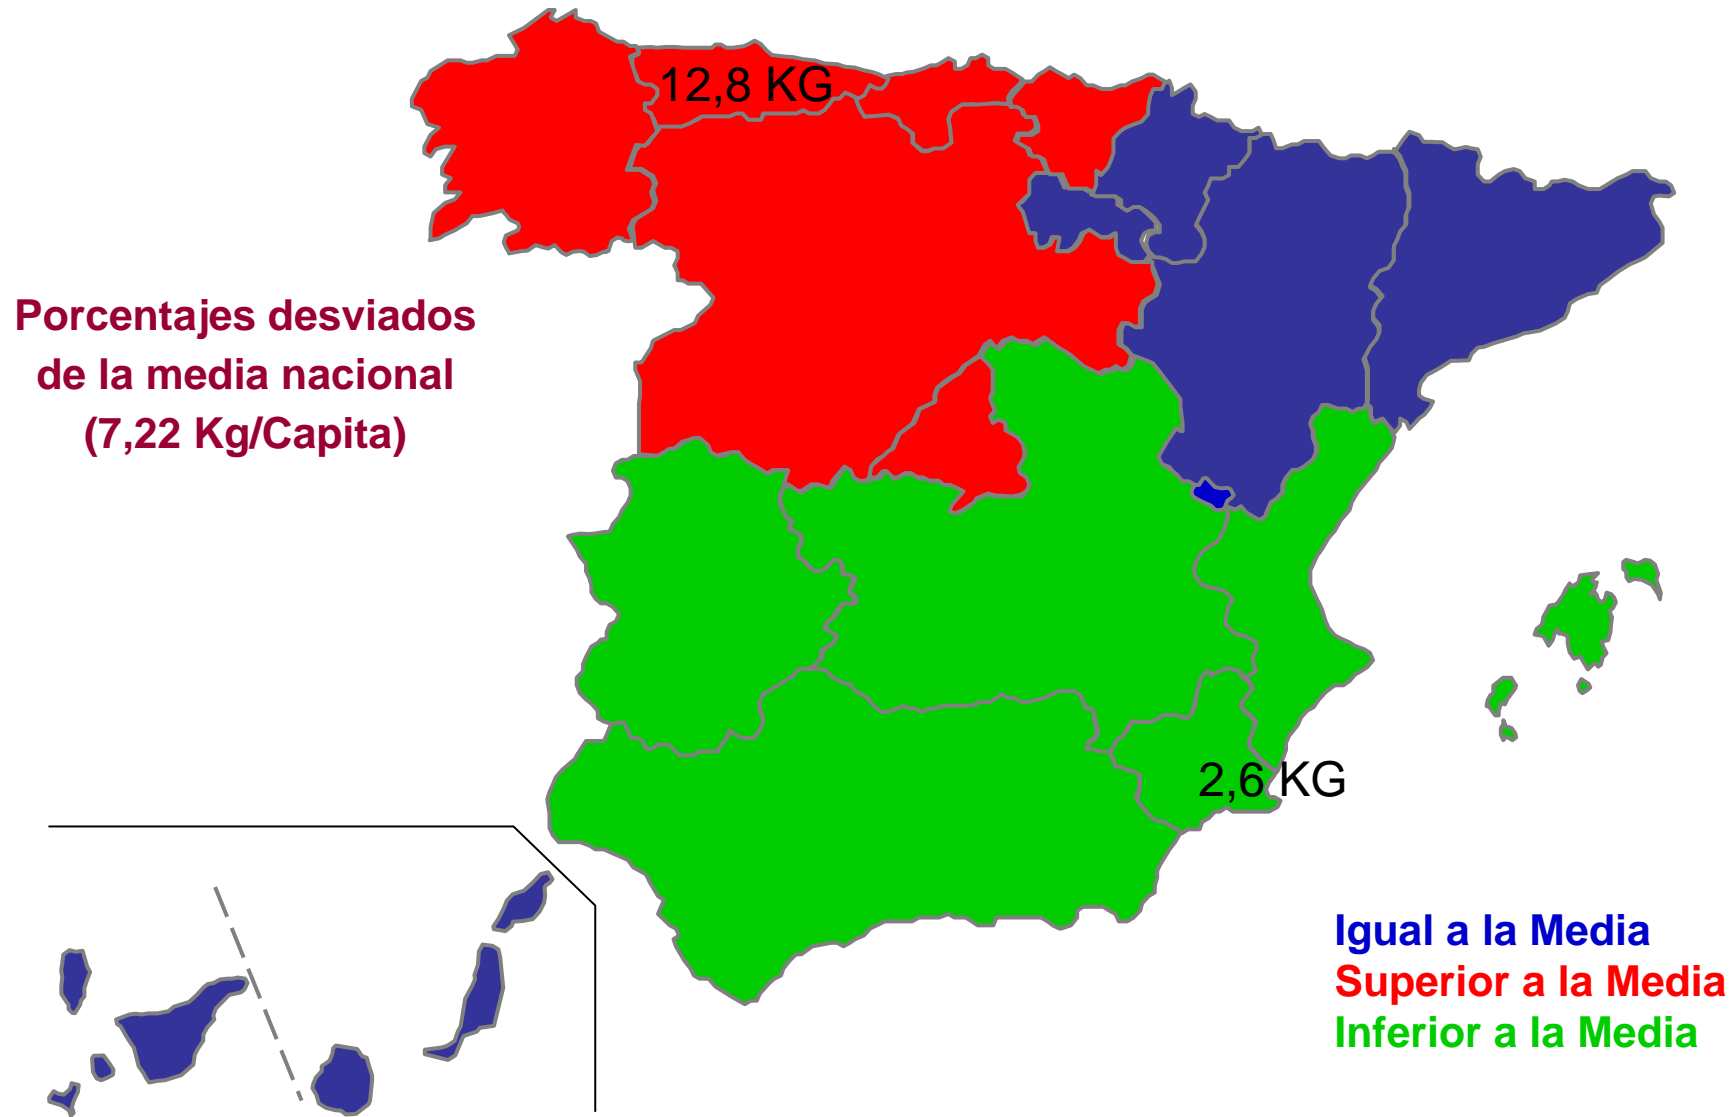 12,8 KG
Porcentajes desviados
de la media nacional
(7,22 Kg/Capita)
2,6 KG
Igual a la Media
Superior a la Media
Inferior a la Media